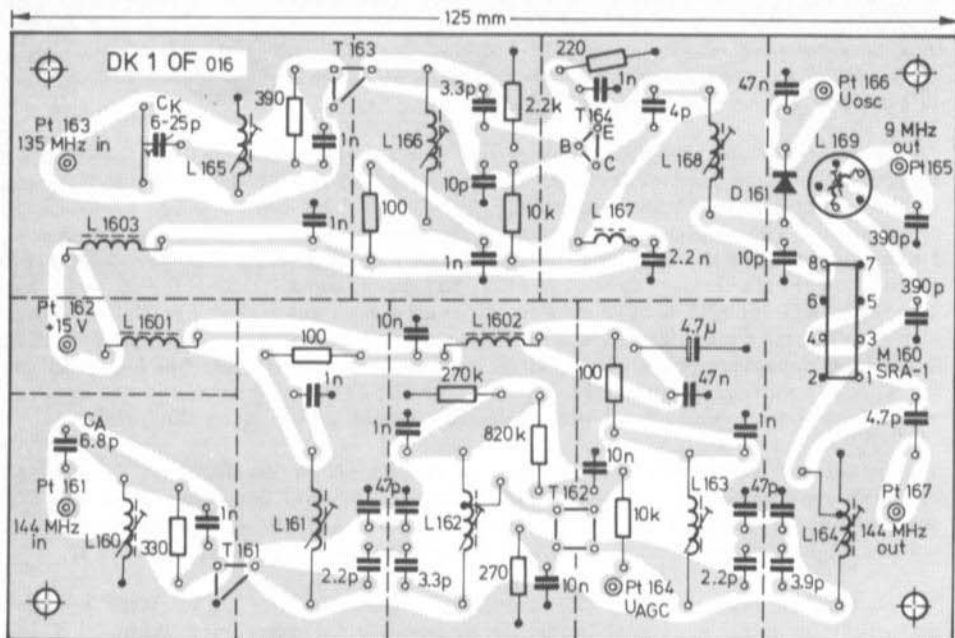 125 mm
DK 1 OF 016
T 163
220
Pt 166
Uosc
CK
6-25p
390
1n
3.3p
2.2k
1n
T164
E
B
C
4p
47n
9 MHz
out
Pt165
Pt 163
135 MHz in
L165
L166
L168
L 169
D 161
10p
100
1n
10k
L 167
390p
L 1603
1n
2.2n
10p
8
7
6
5
4
3
2
1
390p
M 160
SRA-1
Pt 162
+15 V
L 1601
10n
L 1602
4.7µ
100
1n
270k
100
47n
CA
6.8p
1n
820k
10n
1n
4.7p
Pt 161
144 MHz
in
L160
330
1n
T 161
L161
47p
L162
T 162
10k
L163
47p
L164
Pt 167
144 MHz
out
2.2p
3.3p
270
10n
Pt 164
UAGC
2.2p
3.9p